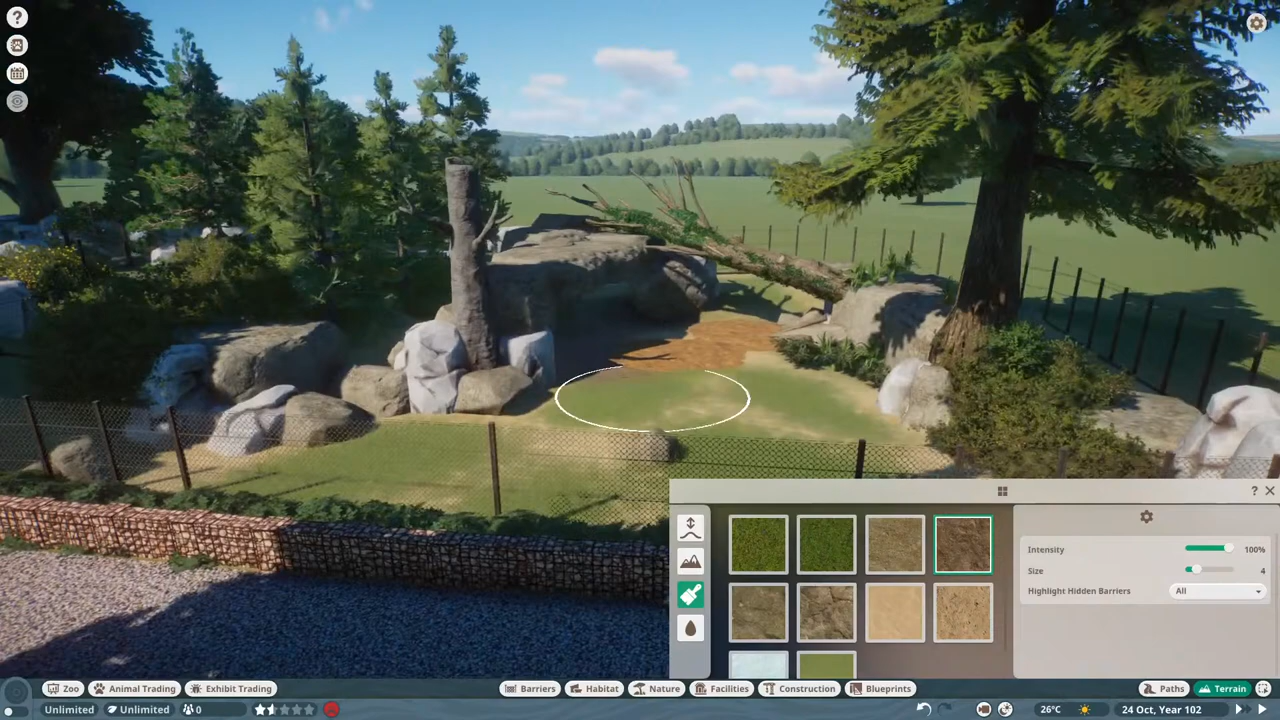 ?
? ×
Intensity 100%
Size 4
Highlight Hidden Barriers All
Zoo Animal Trading Exhibit Trading Barriers Habitat Nature Facilities Construction Blueprints Paths Terrain
Unlimited Unlimited 0 26°C 24 Oct, Year 102